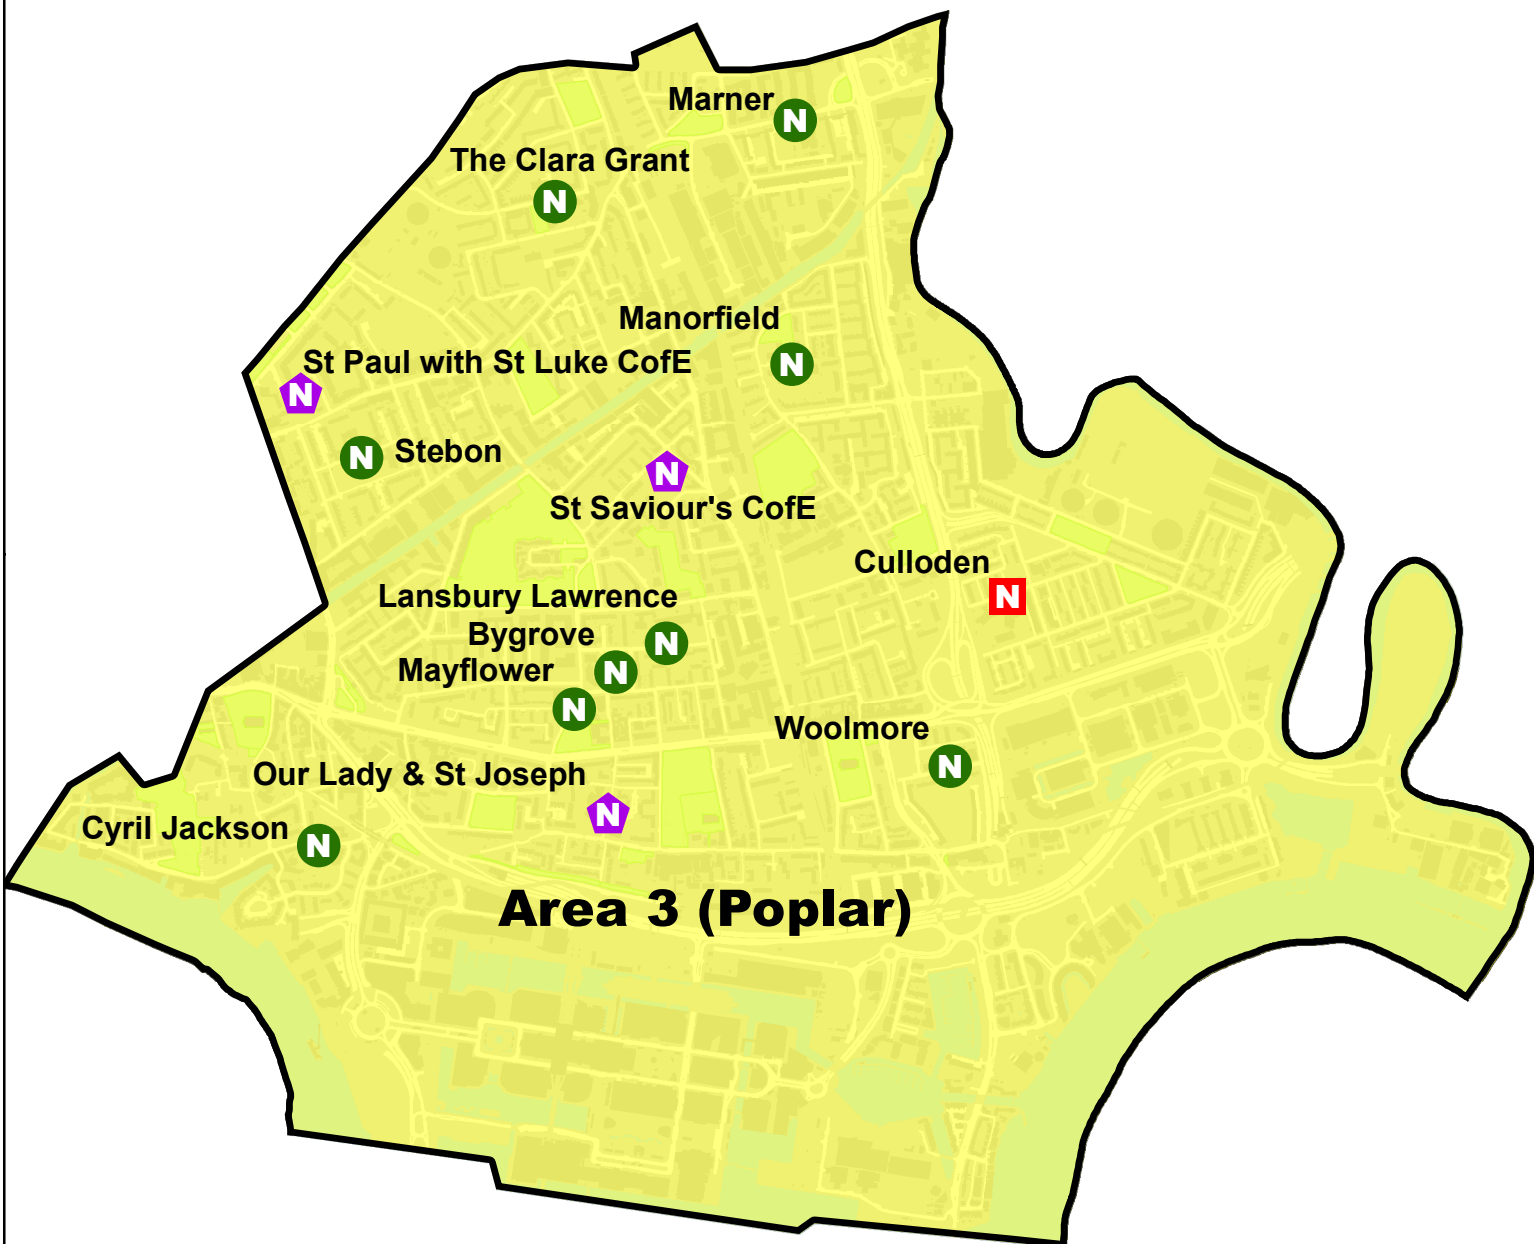 Marner
N
The Clara Grant
N
Manorfield
N
St Paul with St Luke CofE
N
Stebon
N
N
St Saviour's CofE
Culloden
N
Lansbury Lawrence
N
Bygrove
N
Mayflower
N
Woolmore
N
Our Lady & St Joseph
N
Cyril Jackson
N
Area 3 (Poplar)